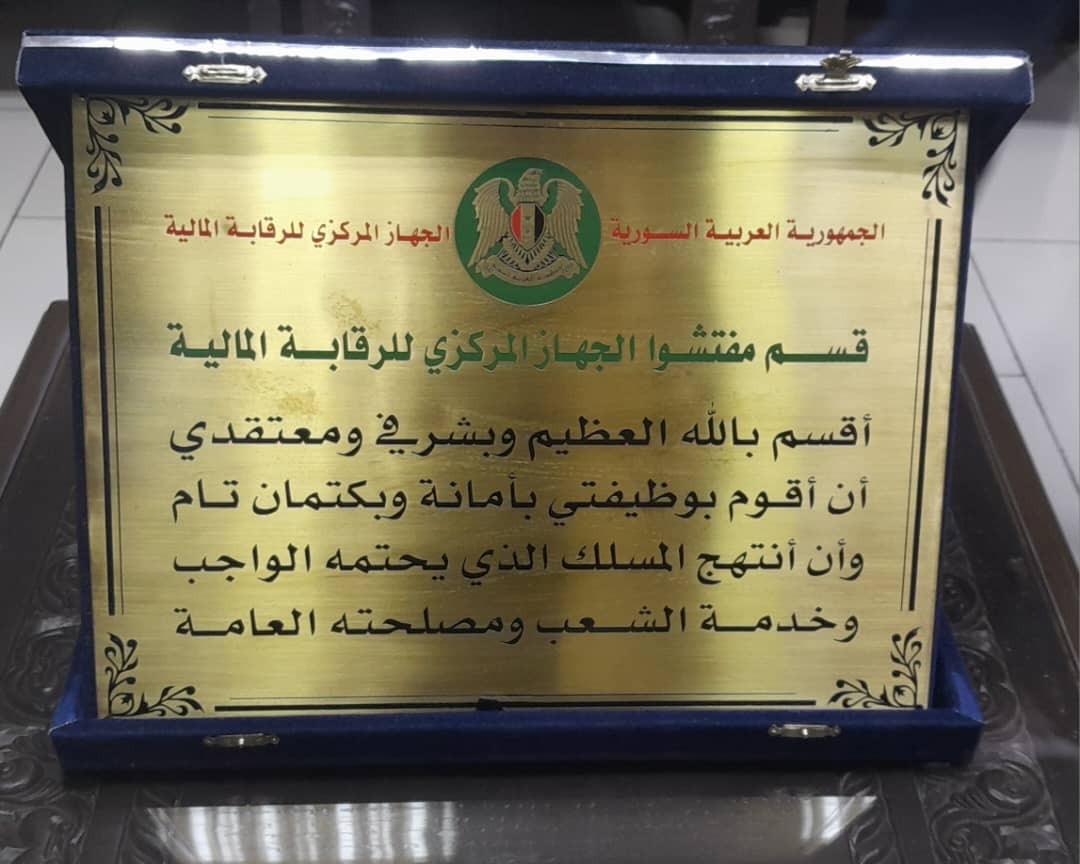 الجمهورية العربية السورية
الجهاز المركزي للرقابة المالية
قسم مفتشوا الجهاز المركزي للرقابة المالية
أقسم بالله العظيم وبشرفي ومعتقدي
أن أقوم بوظيفتي بأمانة وبكتمان تام
وأن أنتهج المسلك الذي يحتمه الواجب
وخدمة الشعب ومصلحته العامة